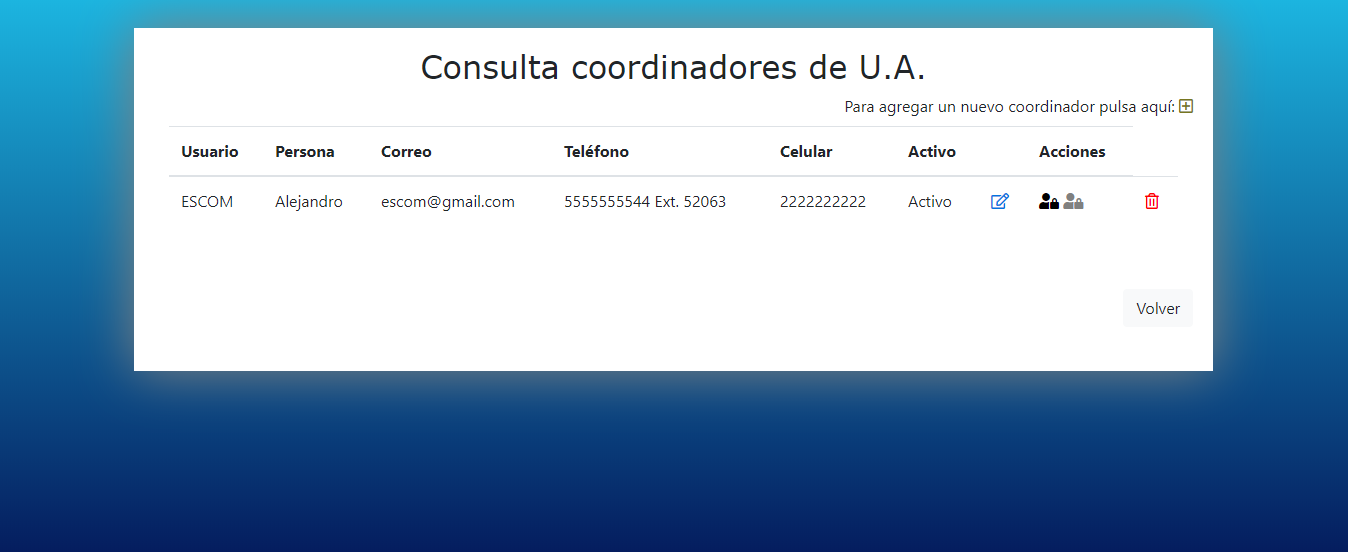 Consulta coordinadores de U.A.
Para agregar un nuevo coordinador pulsa aquí:
Usuario Persona Correo Teléfono Celular Activo Acciones
ESCOM Alejandro escom@gmail.com 5555555544 Ext. 52063 2222222222 Activo
Volver